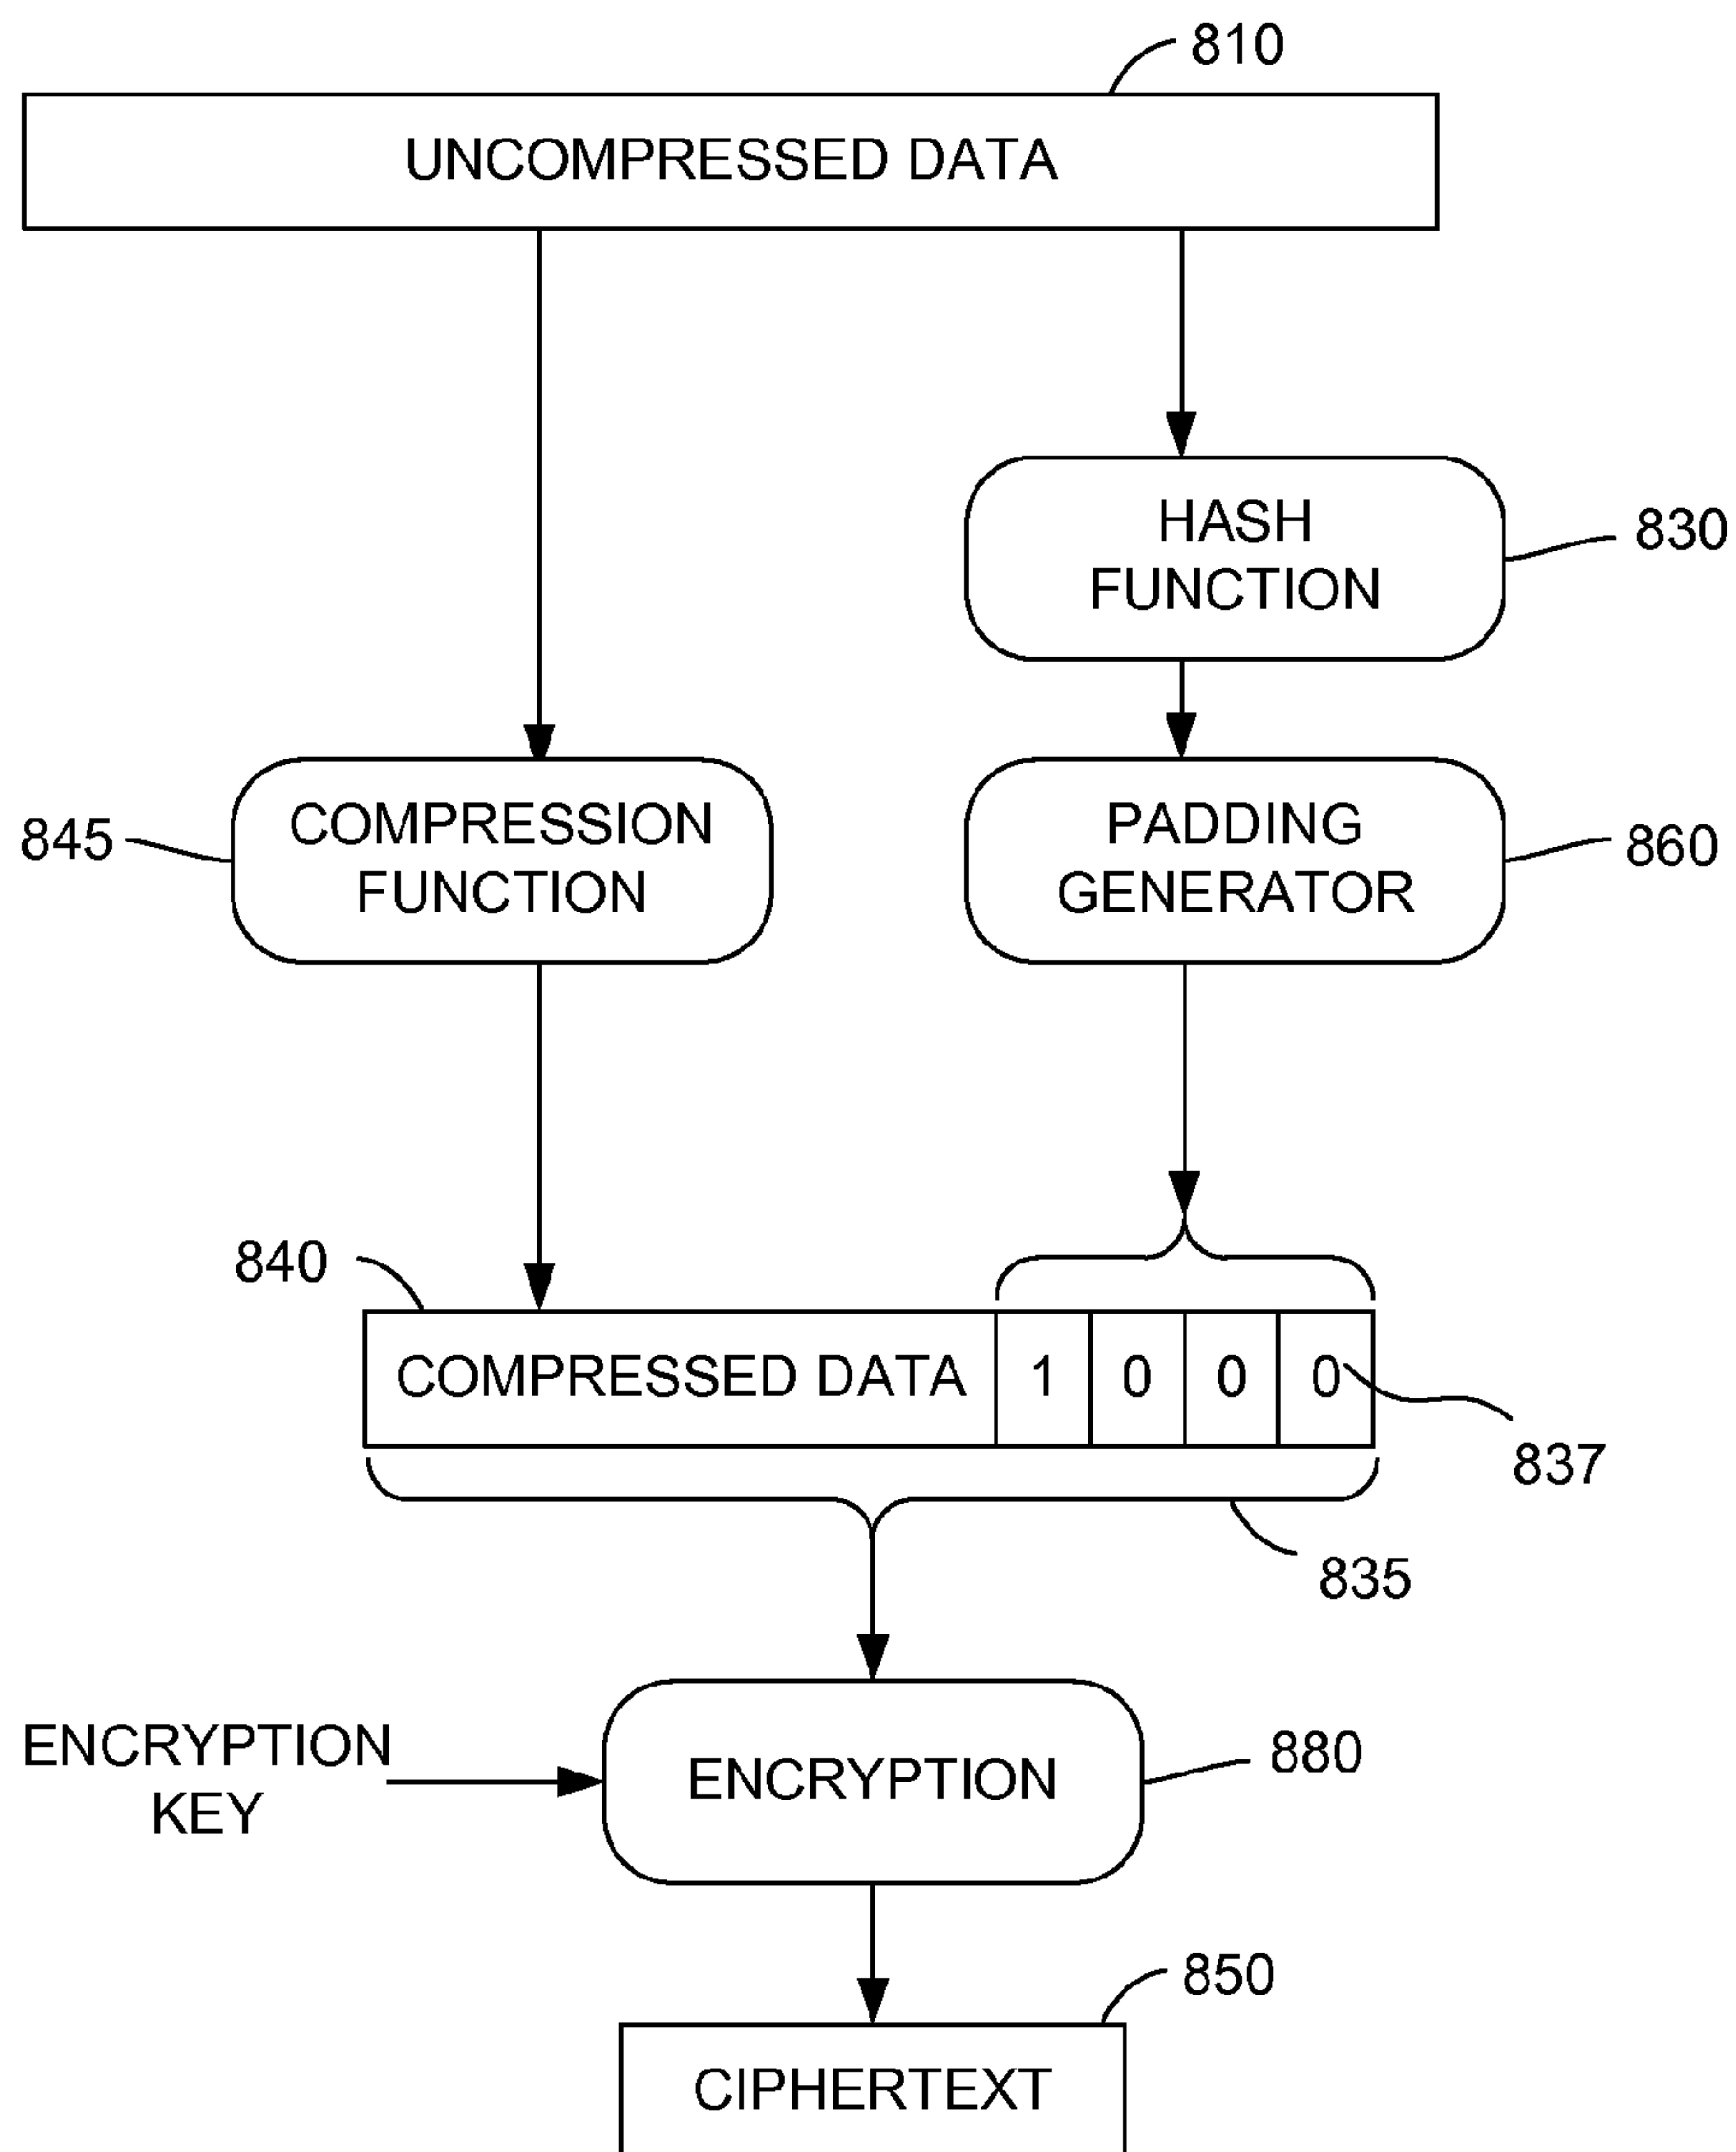 810
UNCOMPRESSED DATA
HASH
FUNCTION
830
845
COMPRESSION
FUNCTION
PADDING
GENERATOR
860
840
COMPRESSED DATA 1 0 0 0
837
835
ENCRYPTION
KEY
ENCRYPTION
880
850
CIPHERTEXT